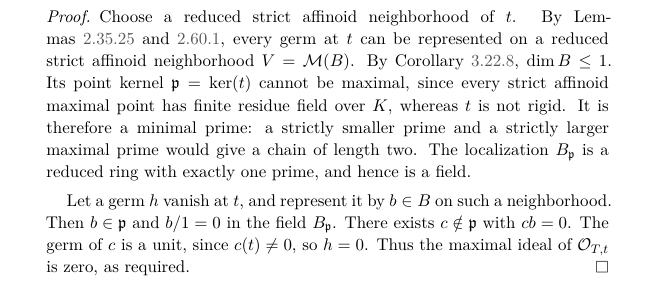 Proof. Choose a reduced strict affinoid neighborhood of t. By Lem-
mas 2.35.25 and 2.60.1, every germ at t can be represented on a reduced
strict affinoid neighborhood V = ℳ(B). By Corollary 3.22.8, dim B ≤ 1.
Its point kernel 𝔭 = ker(t) cannot be maximal, since every strict affinoid
maximal point has finite residue field over K, whereas t is not rigid. It is
therefore a minimal prime: a strictly smaller prime and a strictly larger
maximal prime would give a chain of length two. The localization B_𝔭 is a
reduced ring with exactly one prime, and hence is a field.
Let a germ h vanish at t, and represent it by b ∈ B on such a neighborhood.
Then b ∈ 𝔭 and b/1 = 0 in the field B_𝔭. There exists c ∉ 𝔭 with cb = 0. The
germ of c is a unit, since c(t) ≠ 0, so h = 0. Thus the maximal ideal of 𝒪_{T,t}
is zero, as required. □